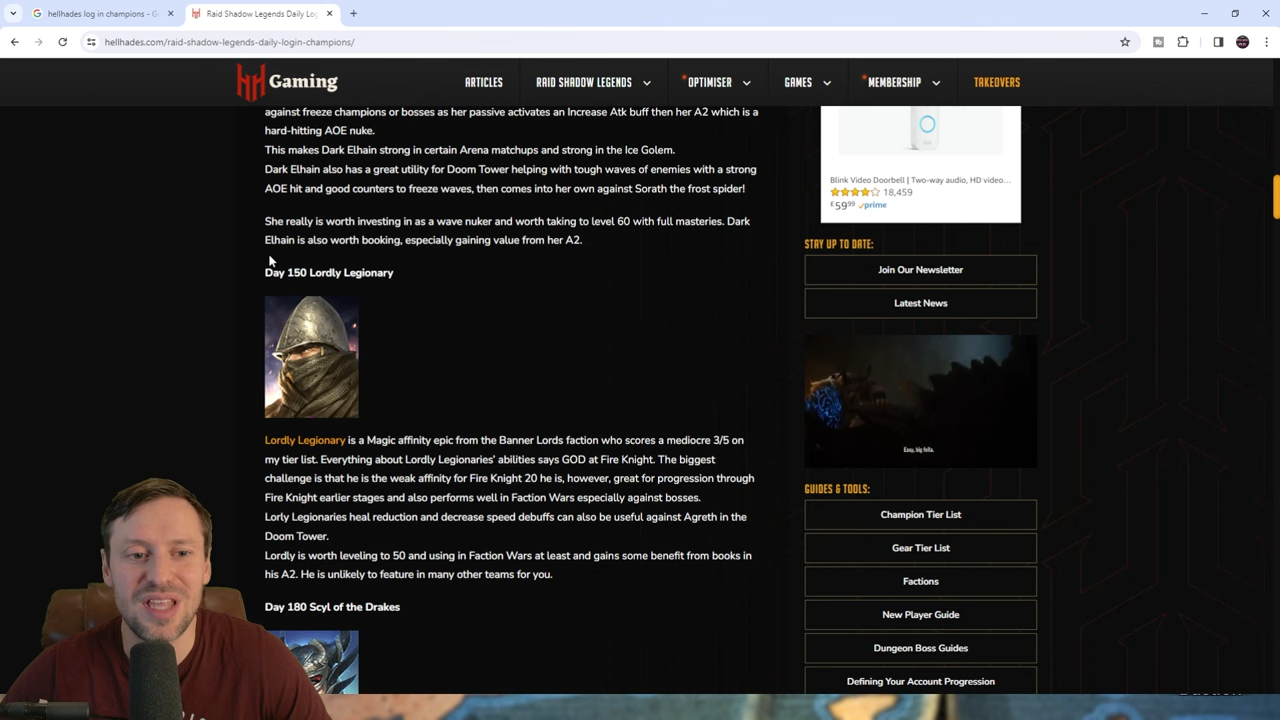 hellhades log in champions - G
Raid Shadow Legends Daily Log
hellhades.com/raid-shadow-legends-daily-login-champions/
Gaming
ARTICLES
RAID SHADOW LEGENDS
OPTIMISER
GAMES
MEMBERSHIP
TAKEOVERS
against freeze champions or bosses as her passive activates an Increase Atk buff then her A2 which is a
hard-hitting AOE nuke.
This makes Dark Elhain strong in certain Arena matchups and strong in the Ice Golem.
Dark Elhain also has a great utility for Doom Tower helping with tough waves of enemies with a strong
AOE hit and good counters to freeze waves, then comes into her own against Sorath the frost spider!
She really is worth investing in as a wave nuker and worth taking to level 60 with full masteries. Dark
Elhain is also worth booking, especially gaining value from her A2.
Day 150 Lordly Legionary
Lordly Legionary is a Magic affinity epic from the Banner Lords faction who scores a mediocre 3/5 on
my tier list. Everything about Lordly Legionaries' abilities says GOD at Fire Knight. The biggest
challenge is that he is the weak affinity for Fire Knight 20 he is, however, great for progression through
Fire Knight earlier stages and also performs well in Faction Wars especially against bosses.
Lorly Legionaries heal reduction and decrease speed debuffs can also be useful against Agreth in the
Doom Tower.
Lordly is worth leveling to 50 and using in Faction Wars at least and gains some benefit from books in
his A2. He is unlikely to feature in many other teams for you.
Day 180 Scyl of the Drakes
Blink Video Doorbell | Two-way audio, HD video...
18,459
£59.99 prime
STAY UP TO DATE:
Join Our Newsletter
Latest News
Easy, big fella.
GUIDES & TOOLS:
Champion Tier List
Gear Tier List
Factions
New Player Guide
Dungeon Boss Guides
Defining Your Account Progression